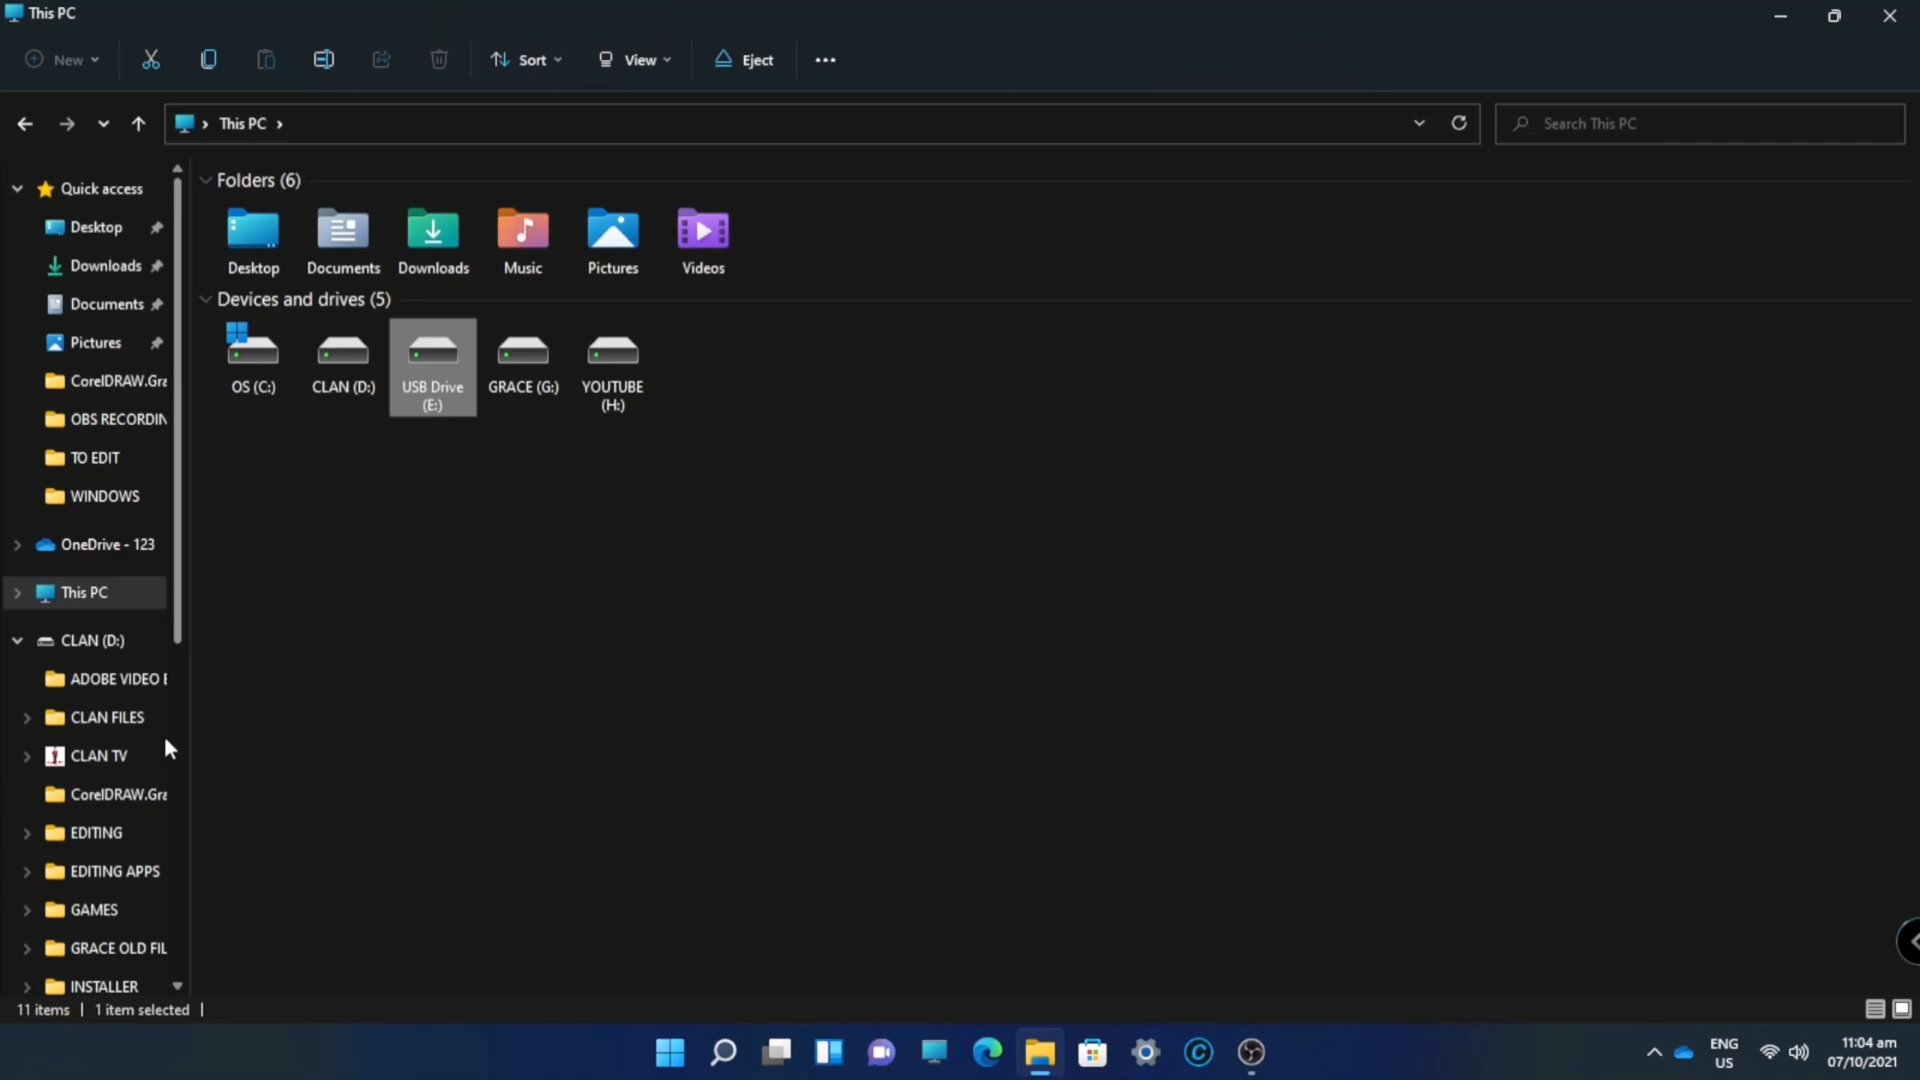 This PC
New
Sort
View
Eject
This PC
Search This PC
Quick access
Desktop
Downloads
Documents
Pictures
CorelDRAW.Gra
OBS RECORDIN
TO EDIT
WINDOWS
OneDrive - 123
This PC
CLAN (D:)
ADOBE VIDEO E
CLAN FILES
CLAN TV
CorelDRAW.Gra
EDITING
EDITING APPS
GAMES
GRACE OLD FIL
INSTALLER
Folders (6)
Desktop
Documents
Downloads
Music
Pictures
Videos
Devices and drives (5)
OS (C:)
CLAN (D:)
USB Drive
(E:)
GRACE (G:)
YOUTUBE
(H:)
11 items
1 item selected
ENG
US
11:04 am
07/10/2021